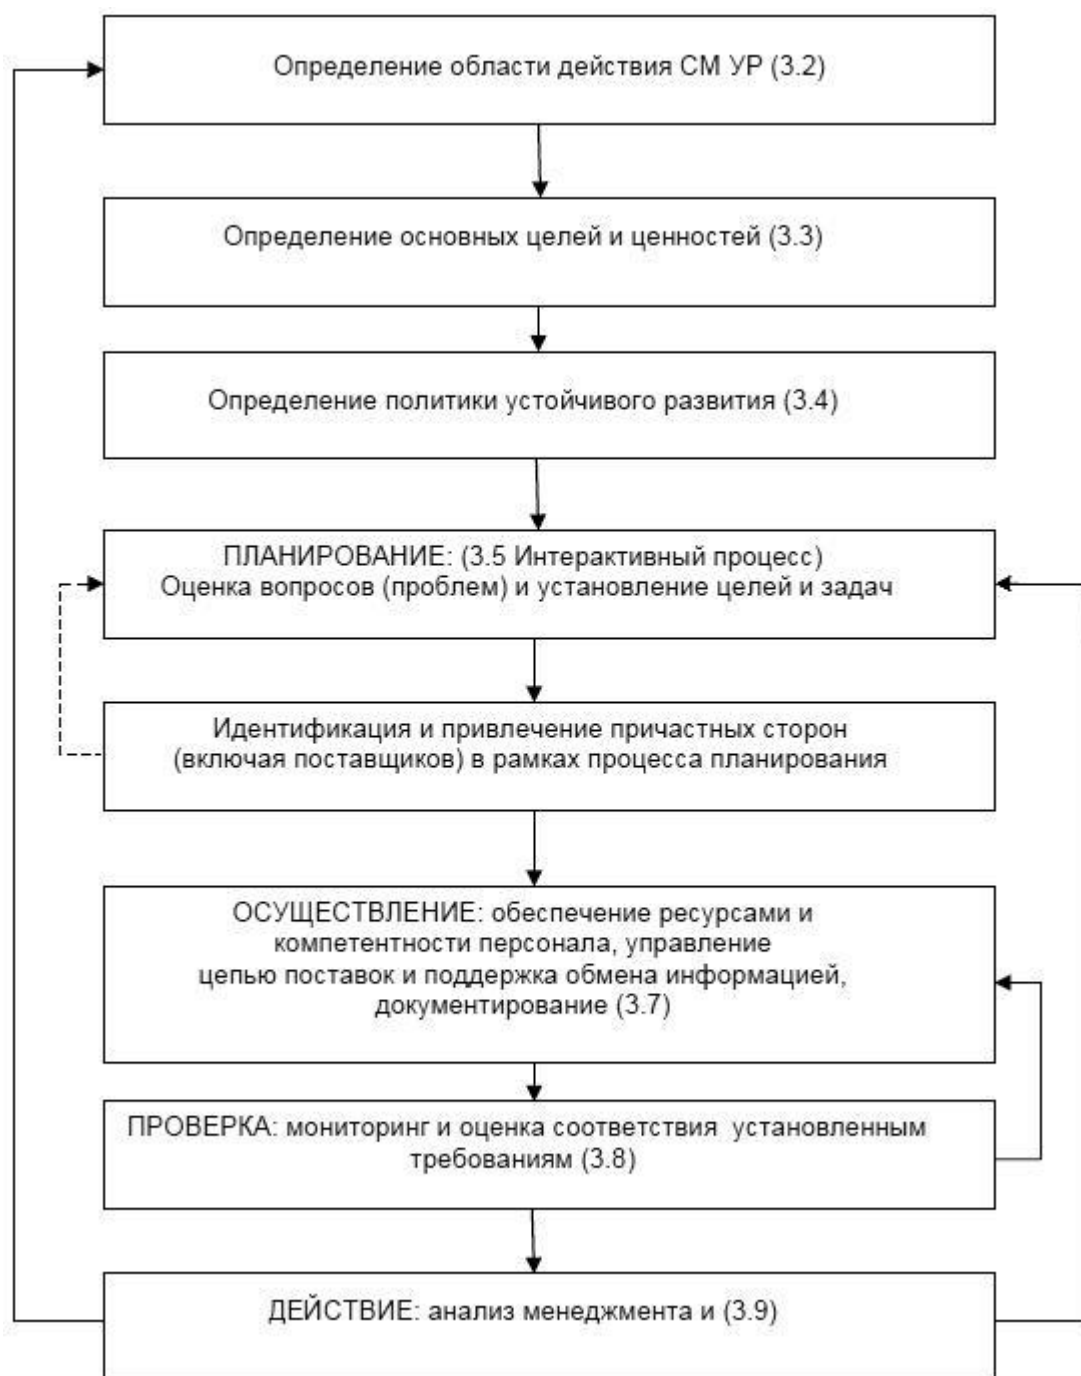 Определение области действия СМ УР (3.2)
Определение основных целей и ценностей (3.3)
Определение политики устойчивого развития (3.4)
ПЛАНИРОВАНИЕ: (3.5 Интерактивный процесс)
Оценка вопросов (проблем) и установление целей и задач
Идентификация и привлечение причастных сторон
(включая поставщиков) в рамках процесса планирования
ОСУЩЕСТВЛЕНИЕ: обеспечение ресурсами и
компетентности персонала, управление
цепью поставок и поддержка обмена информацией,
документирование (3.7)
ПРОВЕРКА: мониторинг и оценка соответствия установленным
требованиям (3.8)
ДЕЙСТВИЕ: анализ менеджмента и (3.9)